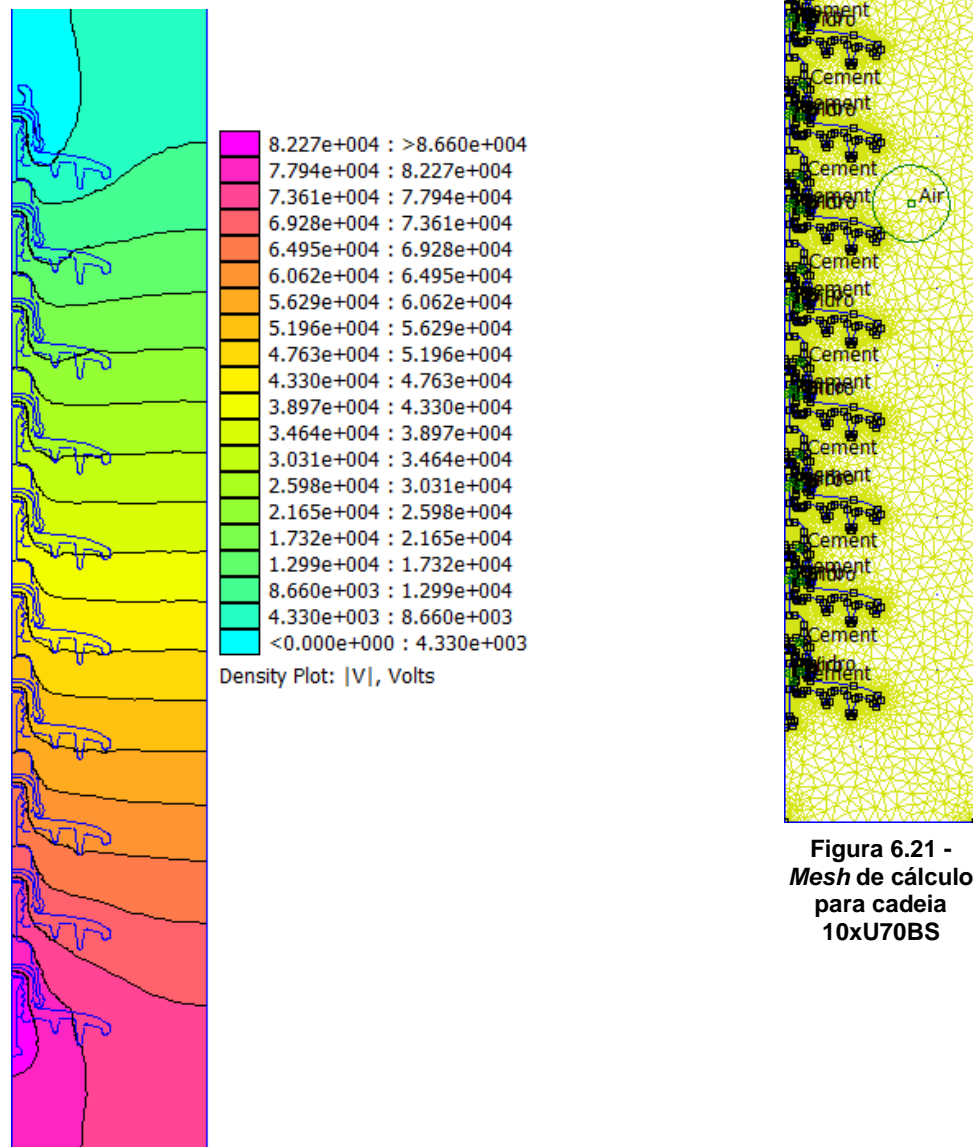 8.227e+004 : >8.660e+004
7.794e+004 : 8.227e+004
7.361e+004 : 7.794e+004
6.928e+004 : 7.361e+004
6.495e+004 : 6.928e+004
6.062e+004 : 6.495e+004
5.629e+004 : 6.062e+004
5.196e+004 : 5.629e+004
4.763e+004 : 5.196e+004
4.330e+004 : 4.763e+004
3.897e+004 : 4.330e+004
3.464e+004 : 3.897e+004
3.031e+004 : 3.464e+004
2.598e+004 : 3.031e+004
2.165e+004 : 2.598e+004
1.732e+004 : 2.165e+004
1.299e+004 : 1.732e+004
8.660e+003 : 1.299e+004
4.330e+003 : 8.660e+003
<0.000e+000 : 4.330e+003
Density Plot: |V|, Volts
Cement
Cement
Air
Cement
Cement
Cement
Cement
Cement
Figura 6.21 -
Mesh de cálculo
para cadeia
10xU70BS